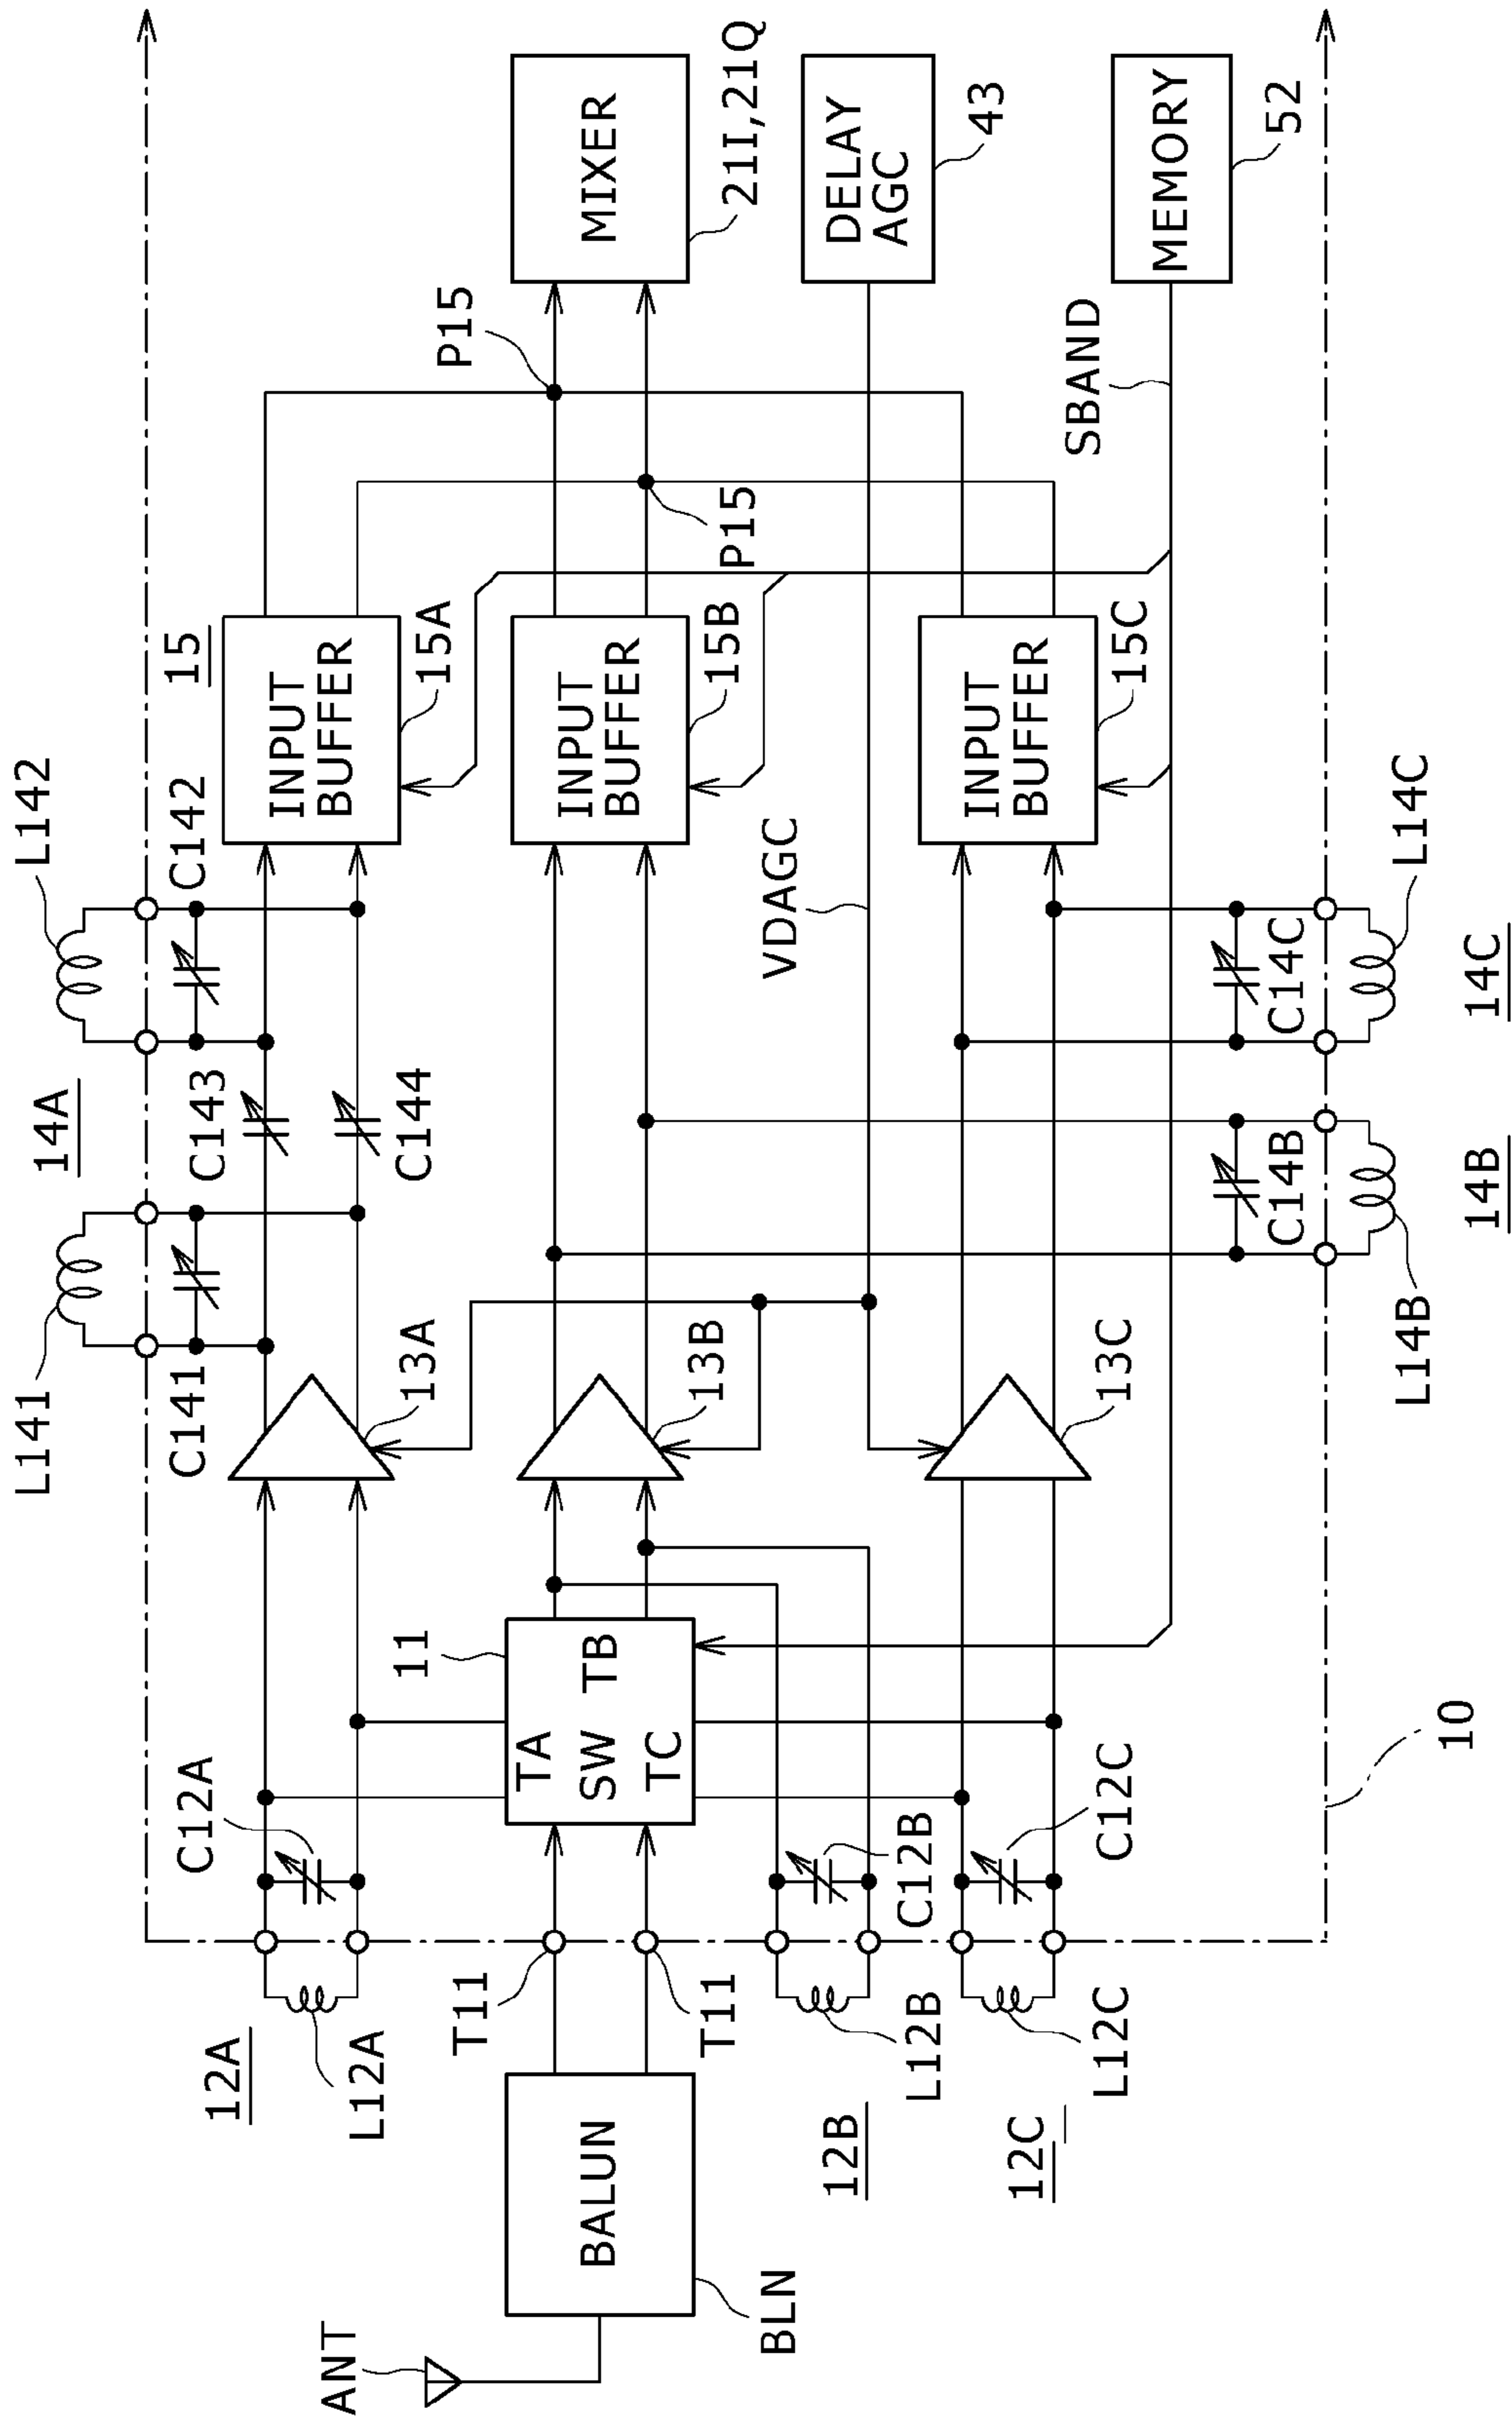 L141
L142
14A
C141
C143
C142
15
C144
C12A
12A
L12A
13A
INPUT
BUFFER
15A
P15
ANT
11
T11
TA
SW
TB
TC
BALUN
BLN
T11
13B
INPUT
BUFFER
15B
P15
MIXER
21I,21Q
VDAGC
DELAY
AGC
43
12B
L12B
C12B
12C
L12C
C12C
13C
INPUT
BUFFER
15C
SBAND
MEMORY
52
C14B
C14C
L14B
L14C
10
14B
14C